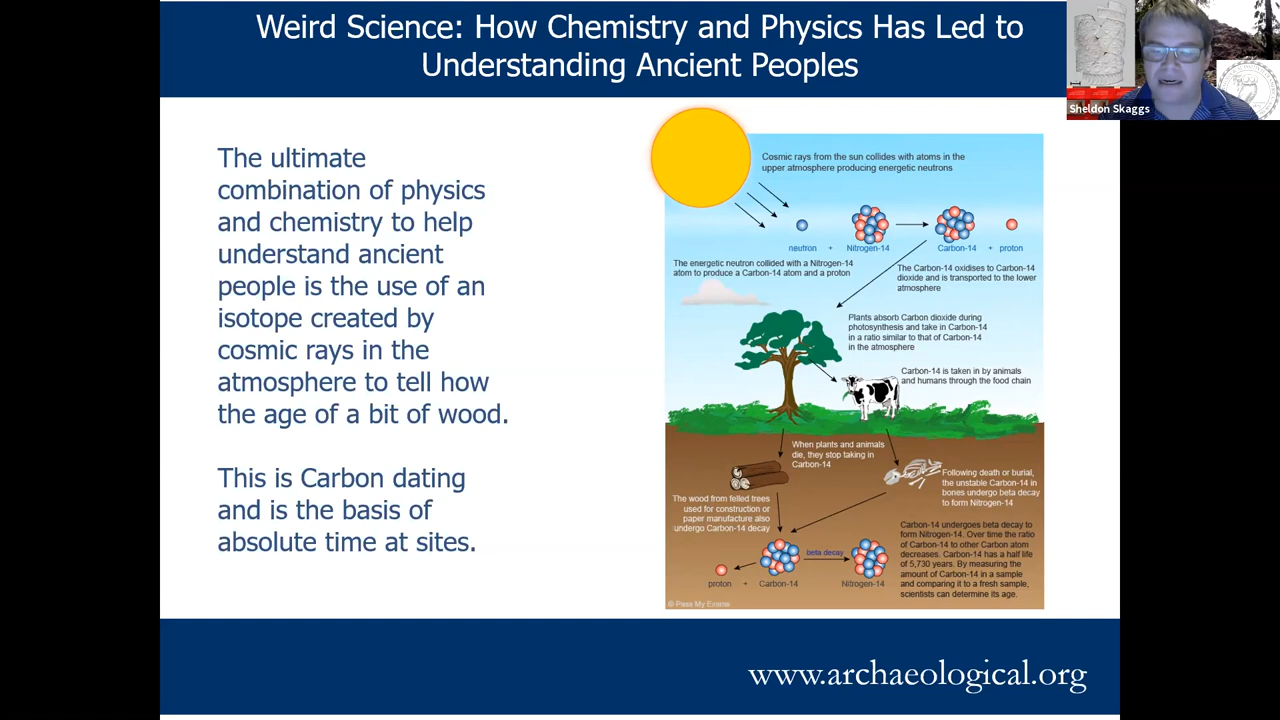 Weird Science: How Chemistry and Physics Has Led to
Understanding Ancient Peoples
Sheldon Skaggs
The ultimate
combination of physics
and chemistry to help
understand ancient
people is the use of an
isotope created by
cosmic rays in the
atmosphere to tell how
the age of a bit of wood.
This is Carbon dating
and is the basis of
absolute time at sites.
Cosmic rays from the sun collides with atoms in the
upper atmosphere producing energetic neutrons
neutron + Nitrogen-14 Carbon-14 + proton
The energetic neutron collided with a Nitrogen-14
atom to produce a Carbon-14 atom and a proton
The Carbon-14 oxidises to Carbon-14
dioxide and is transported to the lower
atmosphere
Plants absorb Carbon dioxide during
photosynthesis and take in Carbon-14
in a ratio similar to that of Carbon-14
in the atmosphere
Carbon-14 is taken in by animals
and humans through the food chain
When plants and animals
die, they stop taking in
Carbon-14
Following death or burial,
the unstable Carbon-14 in
bones undergo beta decay
to form Nitrogen-14
The wood from felled trees
used for construction or
paper manufacture also
undergo Carbon-14 decay
beta decay
proton + Carbon-14 Nitrogen-14
Carbon-14 undergoes beta decay to
form Nitrogen-14. Over time the ratio
of Carbon-14 to other Carbon atom
decreases. Carbon-14 has a half life
of 5,730 years. By measuring the
amount of Carbon-14 in a sample
and comparing it to a fresh sample,
scientists can determine its age.
© Pass My Exams
www.archaeological.org